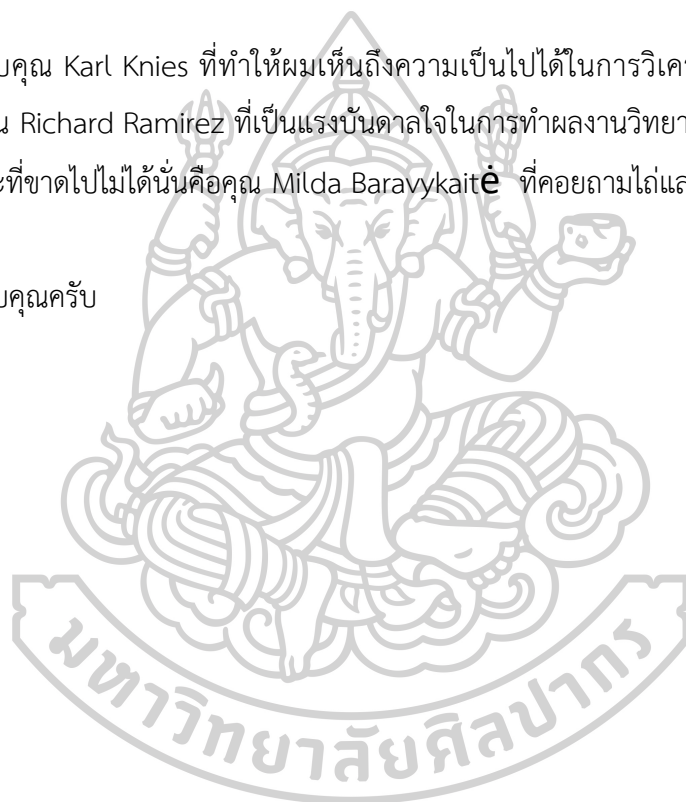 บคุณ Karl Knies ที่ทำให้ผมเห็นถึงความเป็นไปได้ในการวิเคร
น Richard Ramirez ที่เป็นแรงบันดาลใจในการทำผลงานวิทยา
ะที่ขาดไปไม่ได้นั่นคือคุณ Milda Baravykaitė ที่คอยถามไถ่แล
บคุณครับ
มหาวิทยาลัยศิลปากร